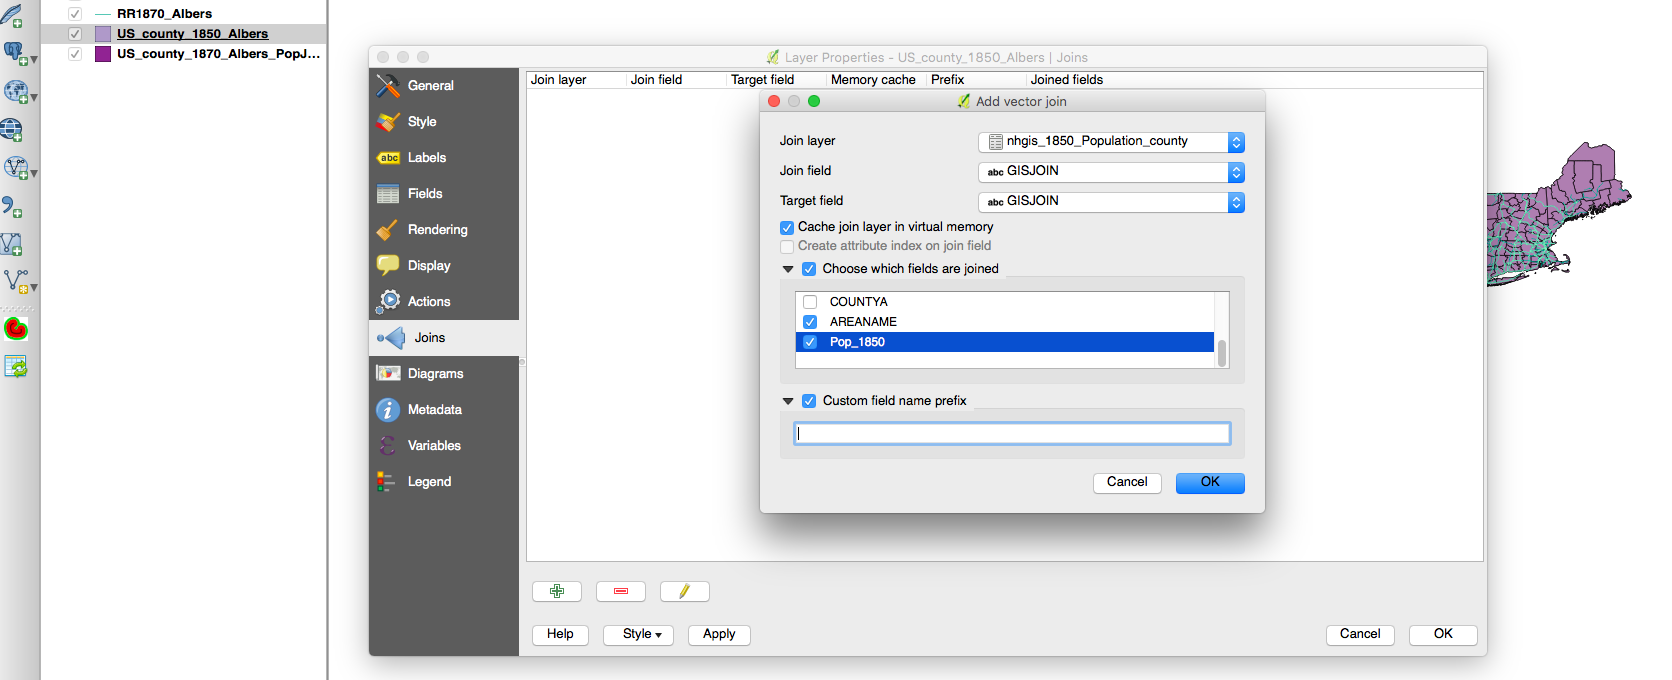 RR1870_Albers
US_county_1850_Albers
US_county_1870_Albers_PopJ...
Layer Properties - US_county_1850_Albers | Joins
General
Style
abc Labels
Fields
Rendering
Display
Actions
Joins
Diagrams
Metadata
Variables
Legend
Join layer Join field Target field Memory cache Prefix Joined fields
Add vector join
Join layer nhgis_1850_Population_county
Join field abc GISJOIN
Target field abc GISJOIN
Cache join layer in virtual memory
Create attribute index on join field
Choose which fields are joined
COUNTYA
AREANAME
Pop_1850
Custom field name prefix
Cancel OK
Help Style Apply Cancel OK